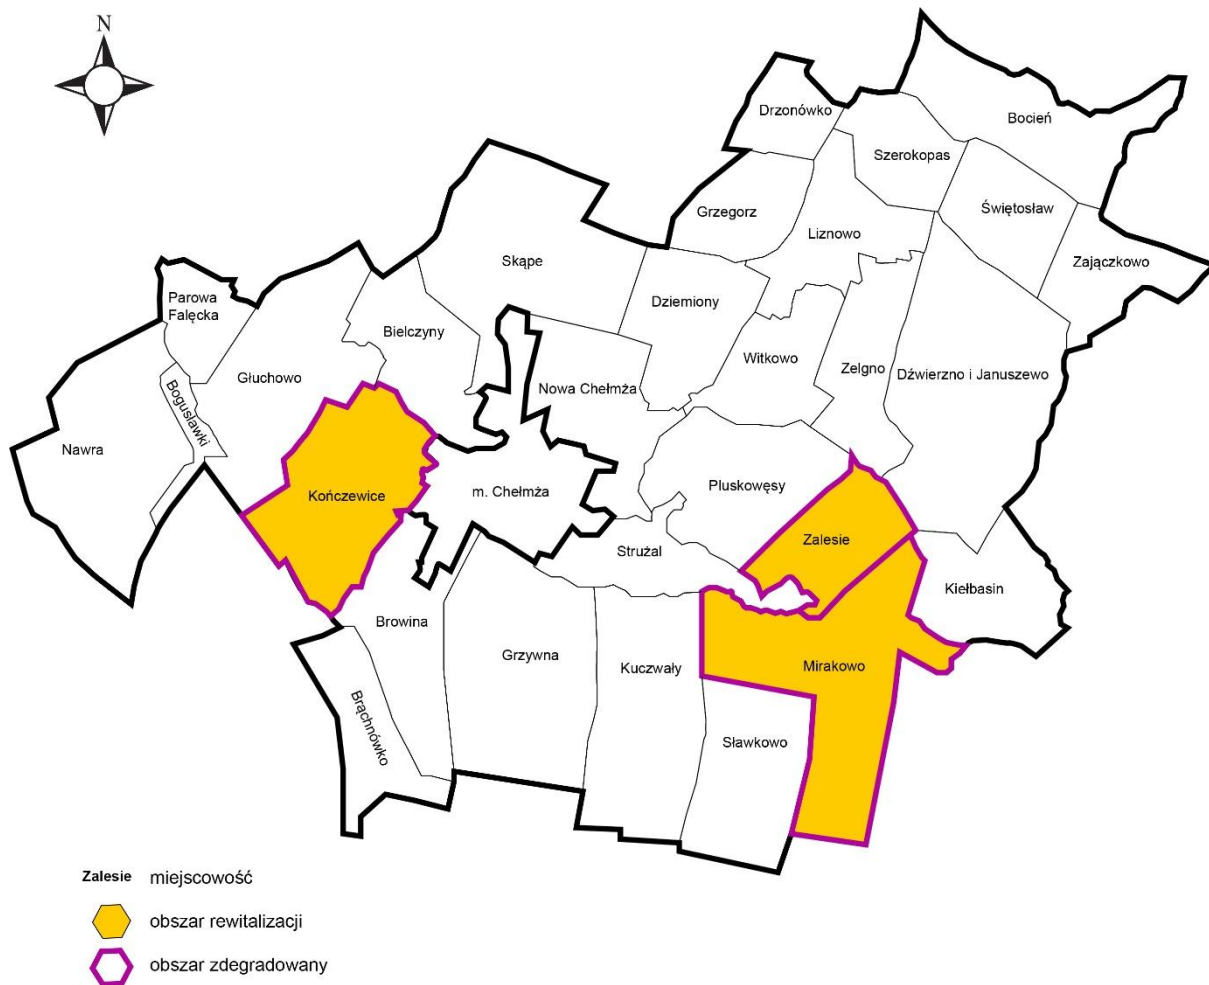 N
Drzonówko
Bocień
Szerokopas
Grzegorz
Świętosław
Liznowo
Skąpe
Zajączkowo
Parowa
Falęcka
Dziemiony
Bielczyny
Witkowo
Zelgno
Głuchowo
Dźwierzno i Januszewo
Nowa Chełmża
Bogusławki
Nawra
Kończewice
m. Chełmża
Pluskowęsy
Zalesie
Strużal
Kiełbasin
Browina
Grzywna
Kuczwały
Mirakowo
Brąchnówko
Sławkowo
Zalesie miejscowość
obszar rewitalizacji
obszar zdegradowany